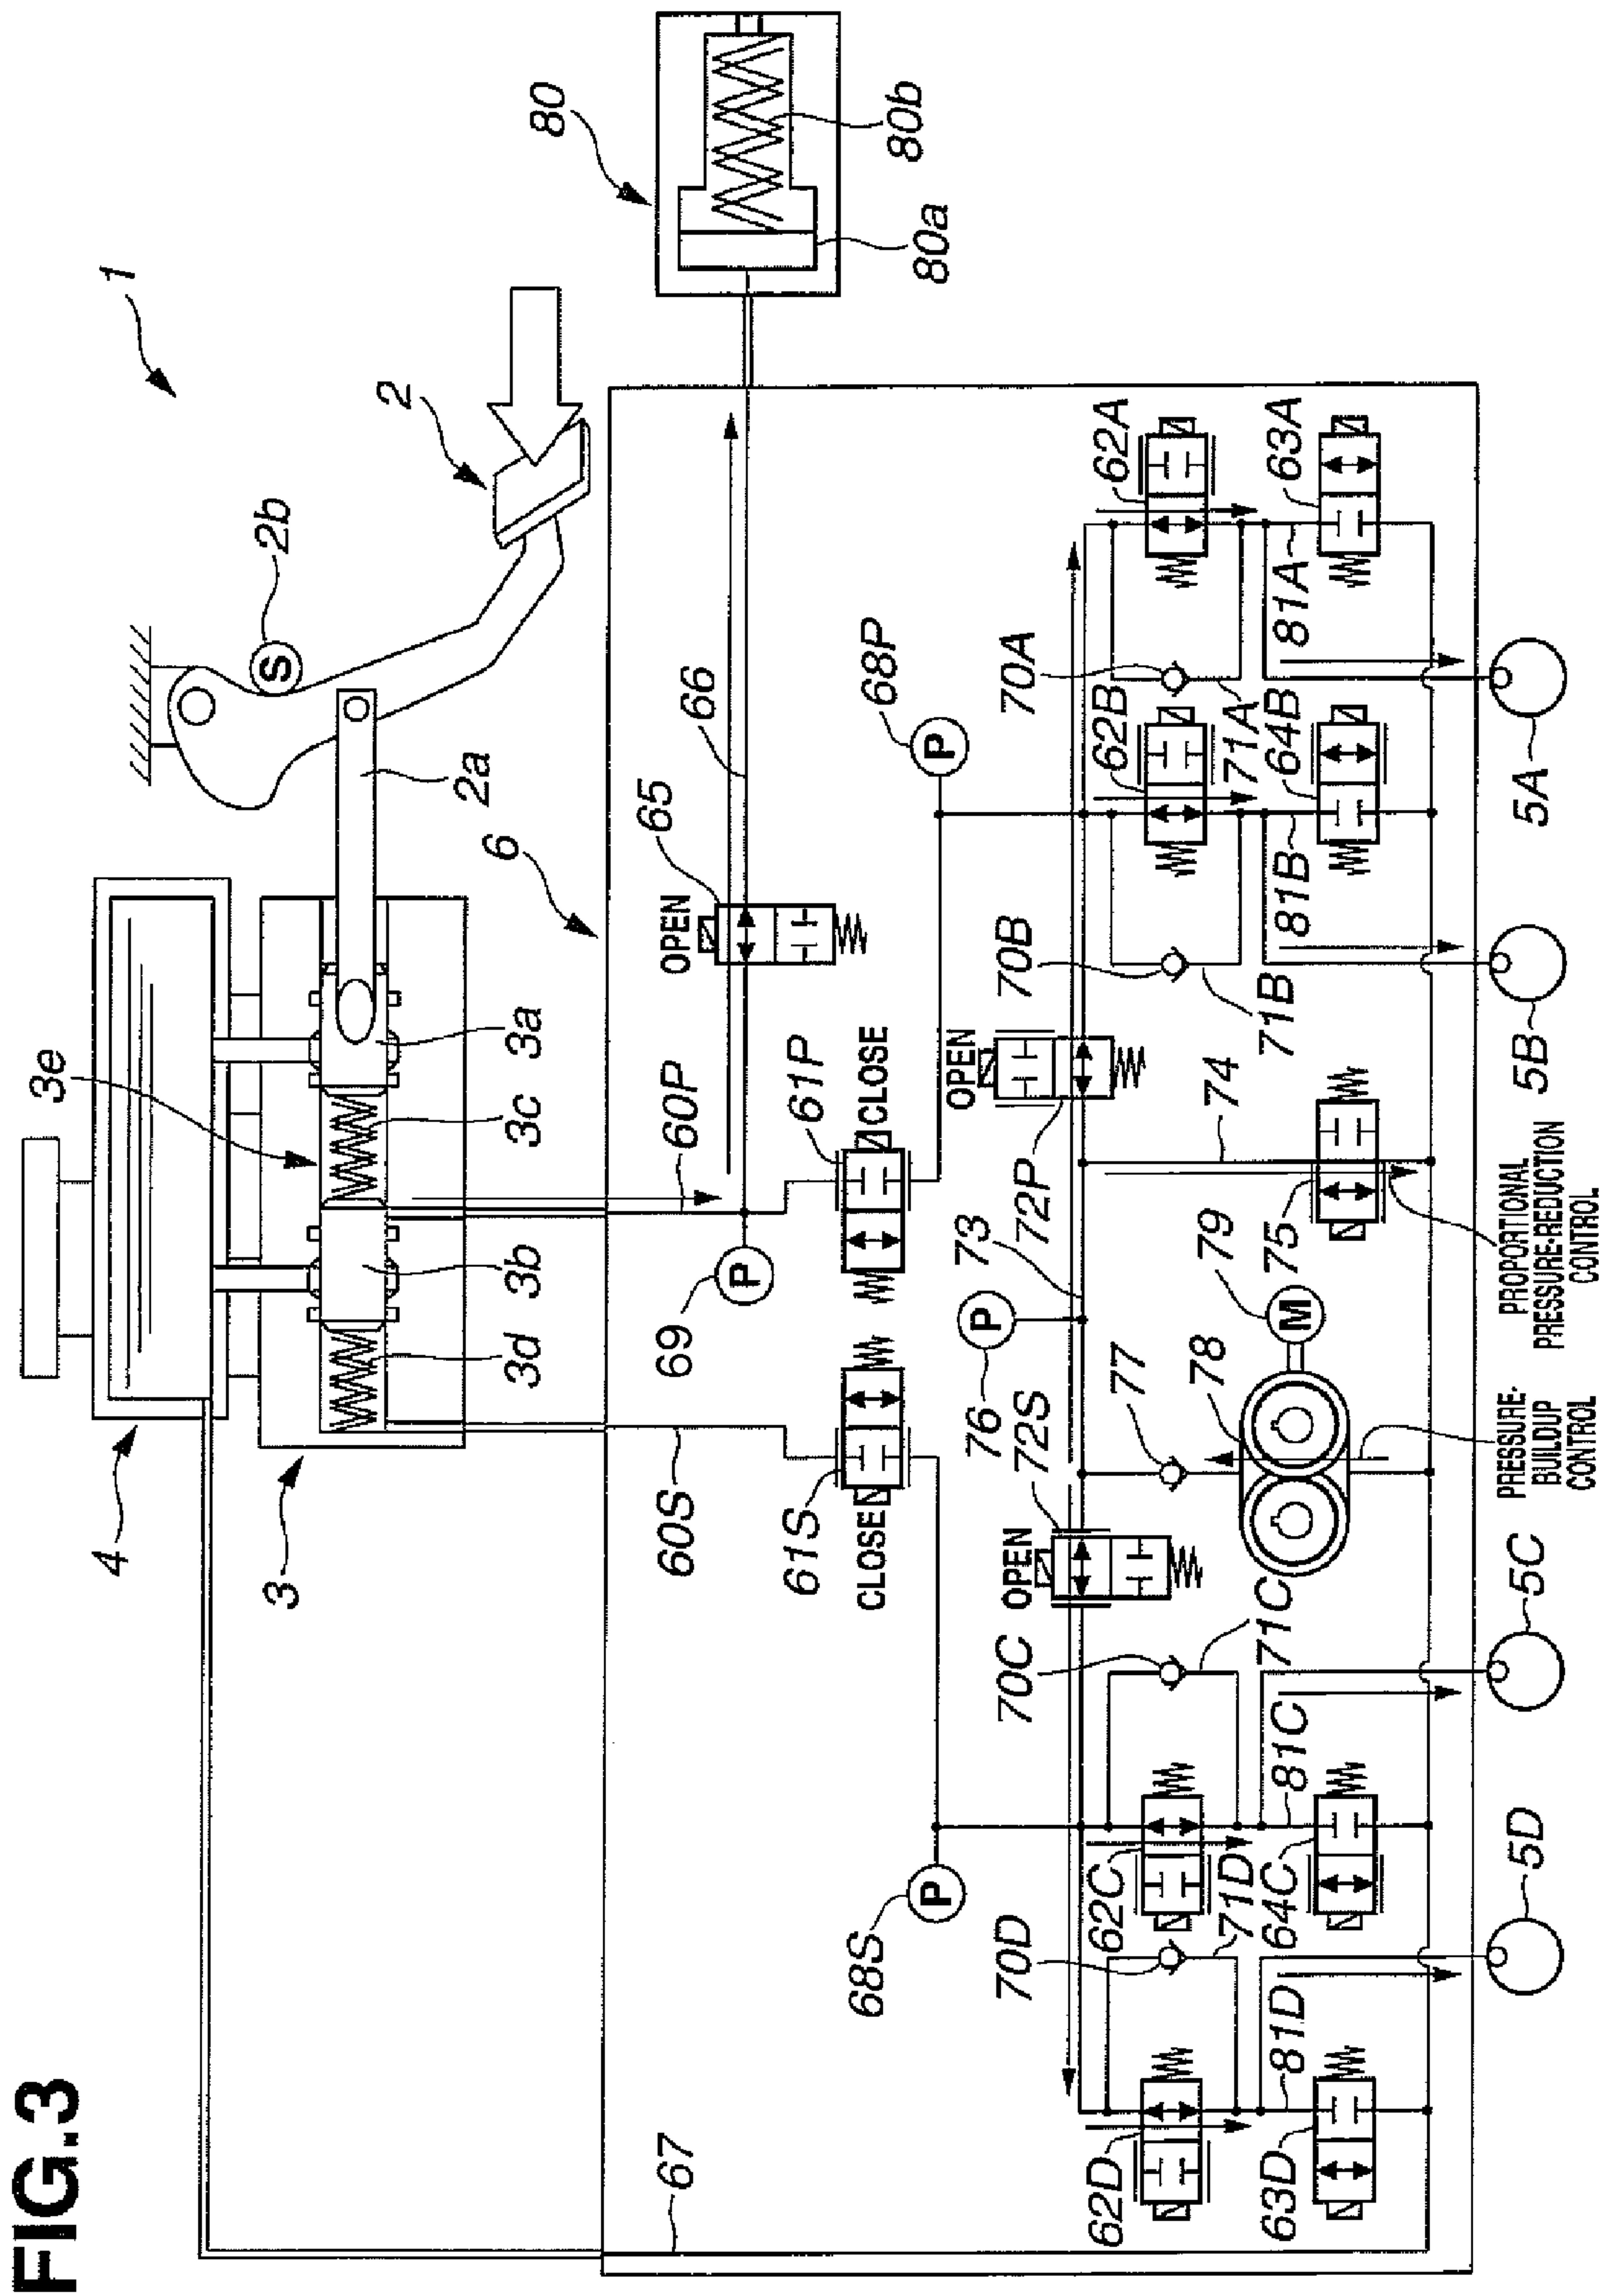 FIG.3
1
2
2b
2a
80
80b
80a
3e
3a
3c
3b
3d
4
3
6
66
65
OPEN
60P
69
61P
CLOSE
68P
60S
61S
CLOSE
68S
67
P
P
P
P
S
M
62A
63A
70A
81A
62B
71A
64B
70B
81B
71B
OPEN
72P
73
74
75
79
76
77
78
72S
OPEN
70C
71C
62C
71D
64C
81C
70D
62D
81D
63D
5A
5B
5C
5D
PROPORTIONAL
PRESSURE-REDUCTION
CONTROL
PRESSURE-
BUILDUP
CONTROL